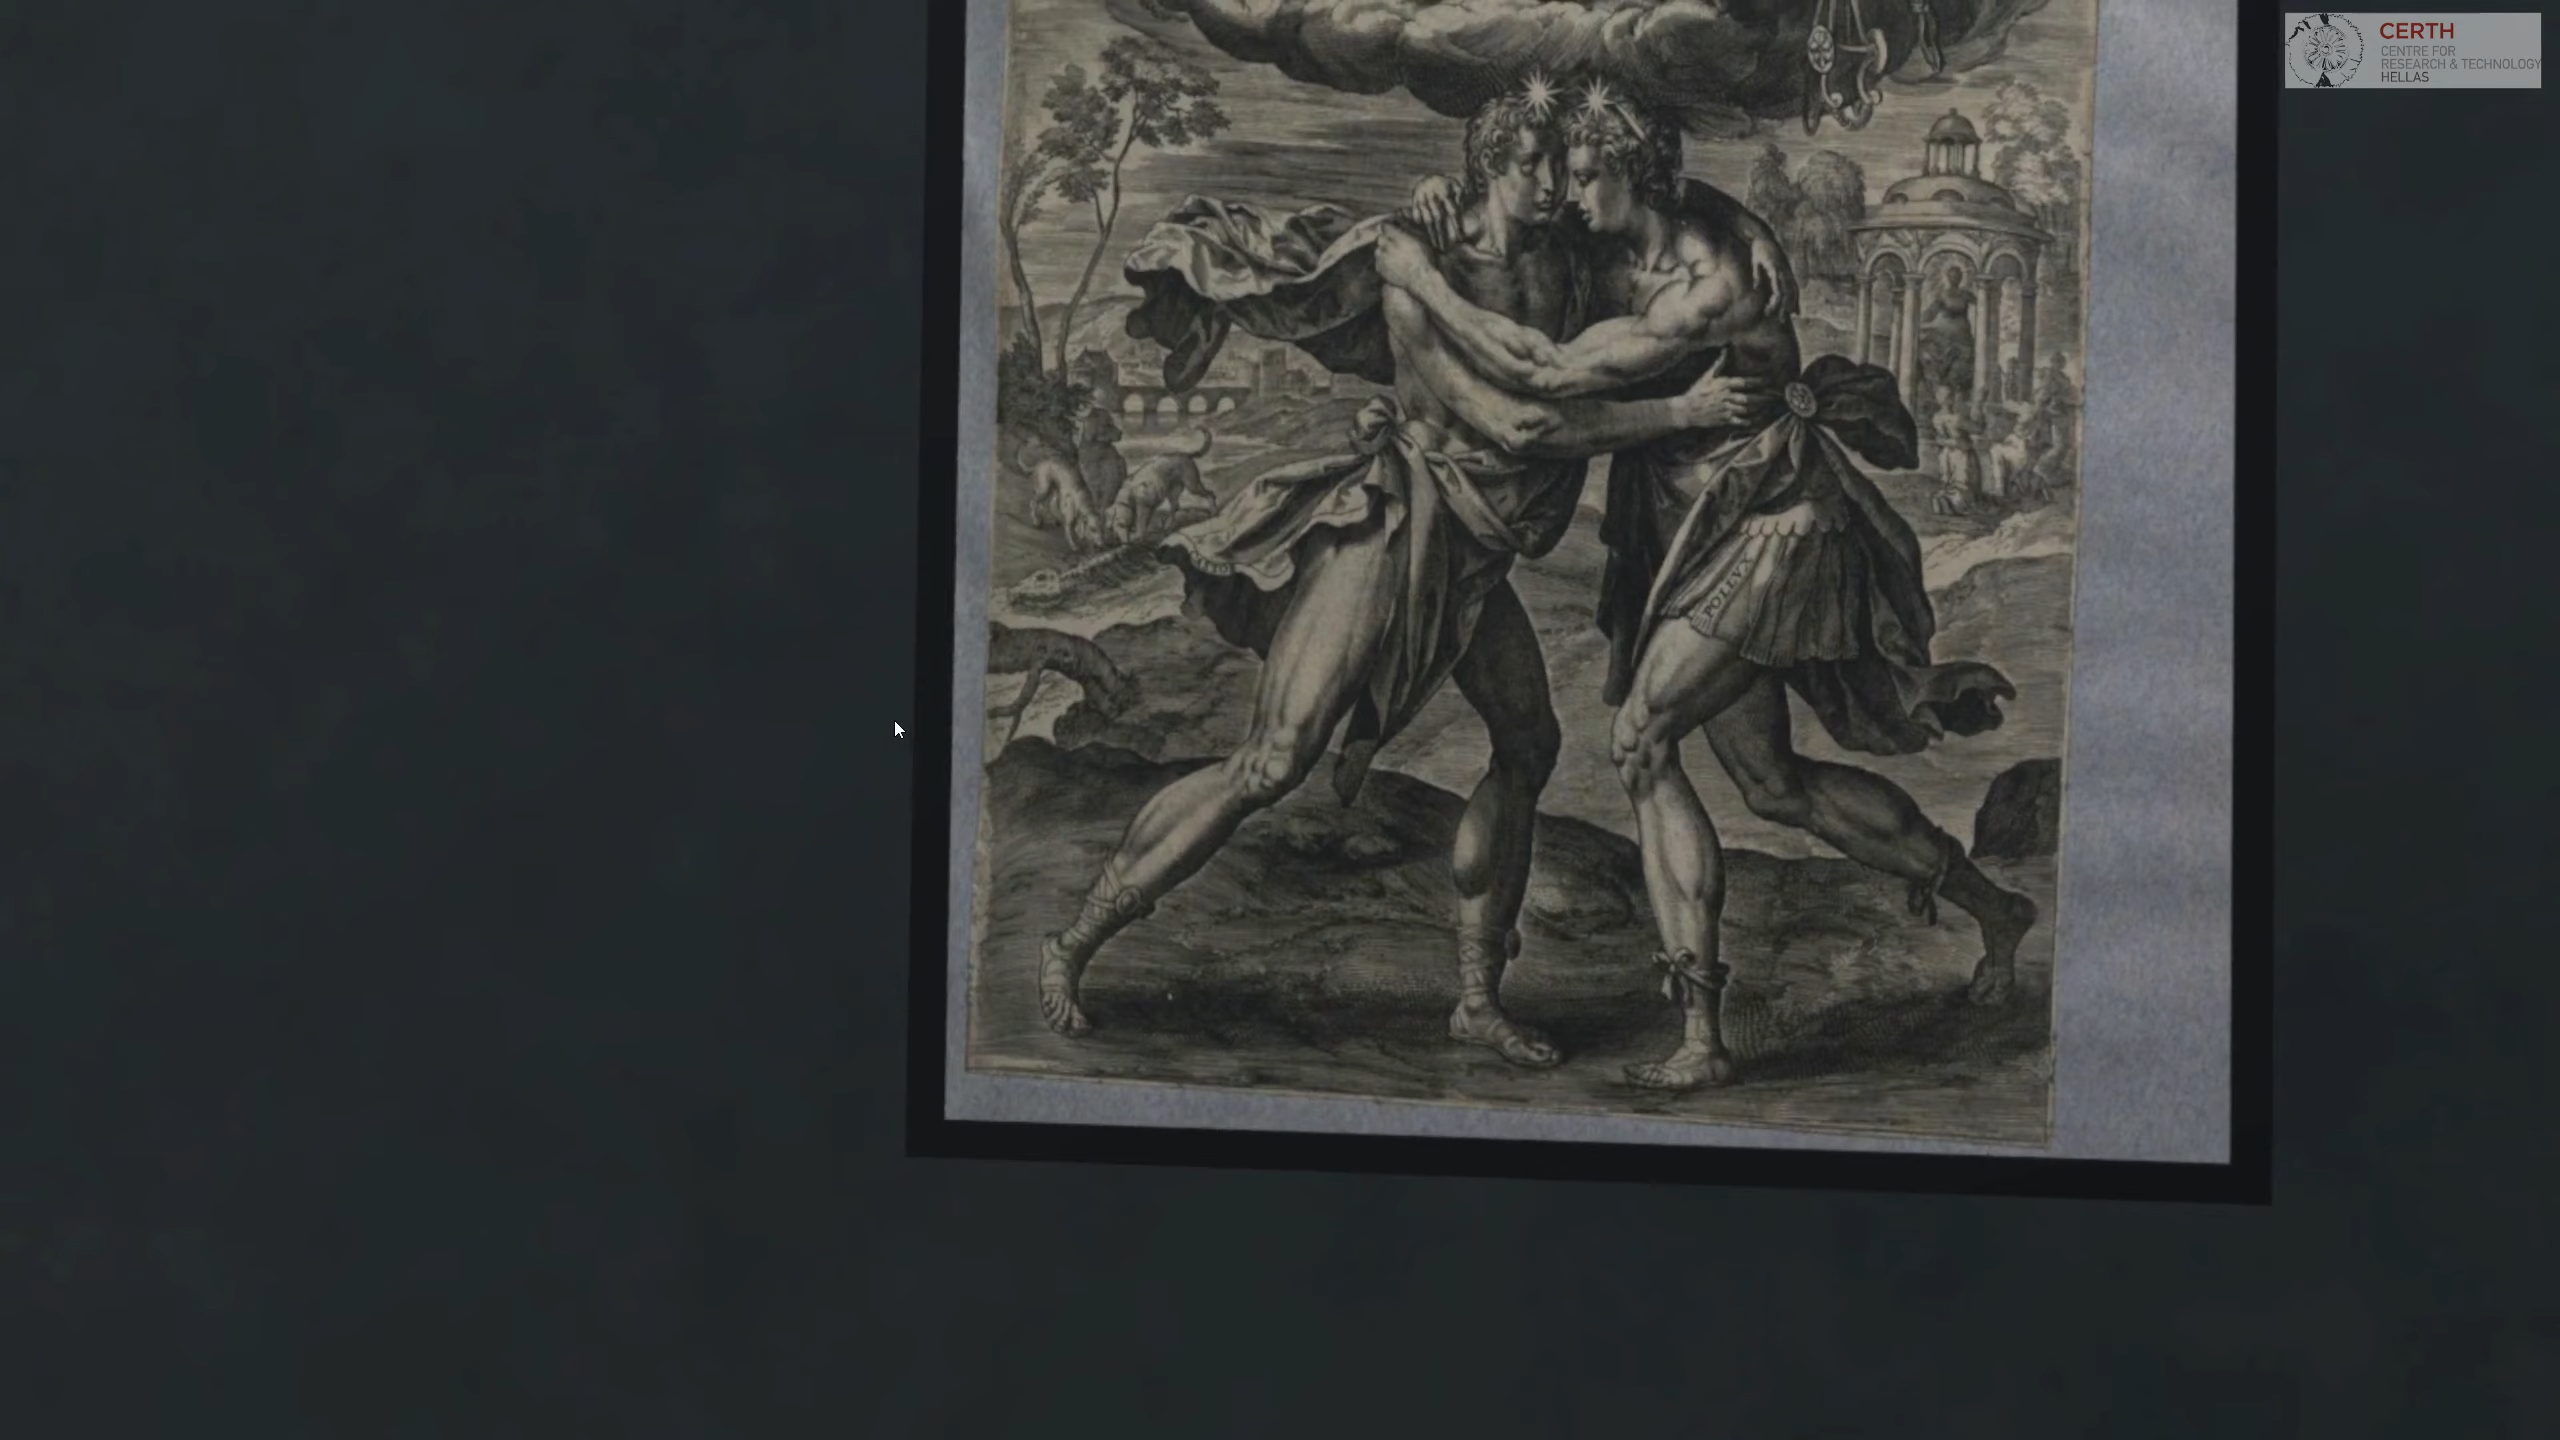 CERTH
CENTRE FOR
RESEARCH & TECHNOLOGY
HELLAS
POLLVX